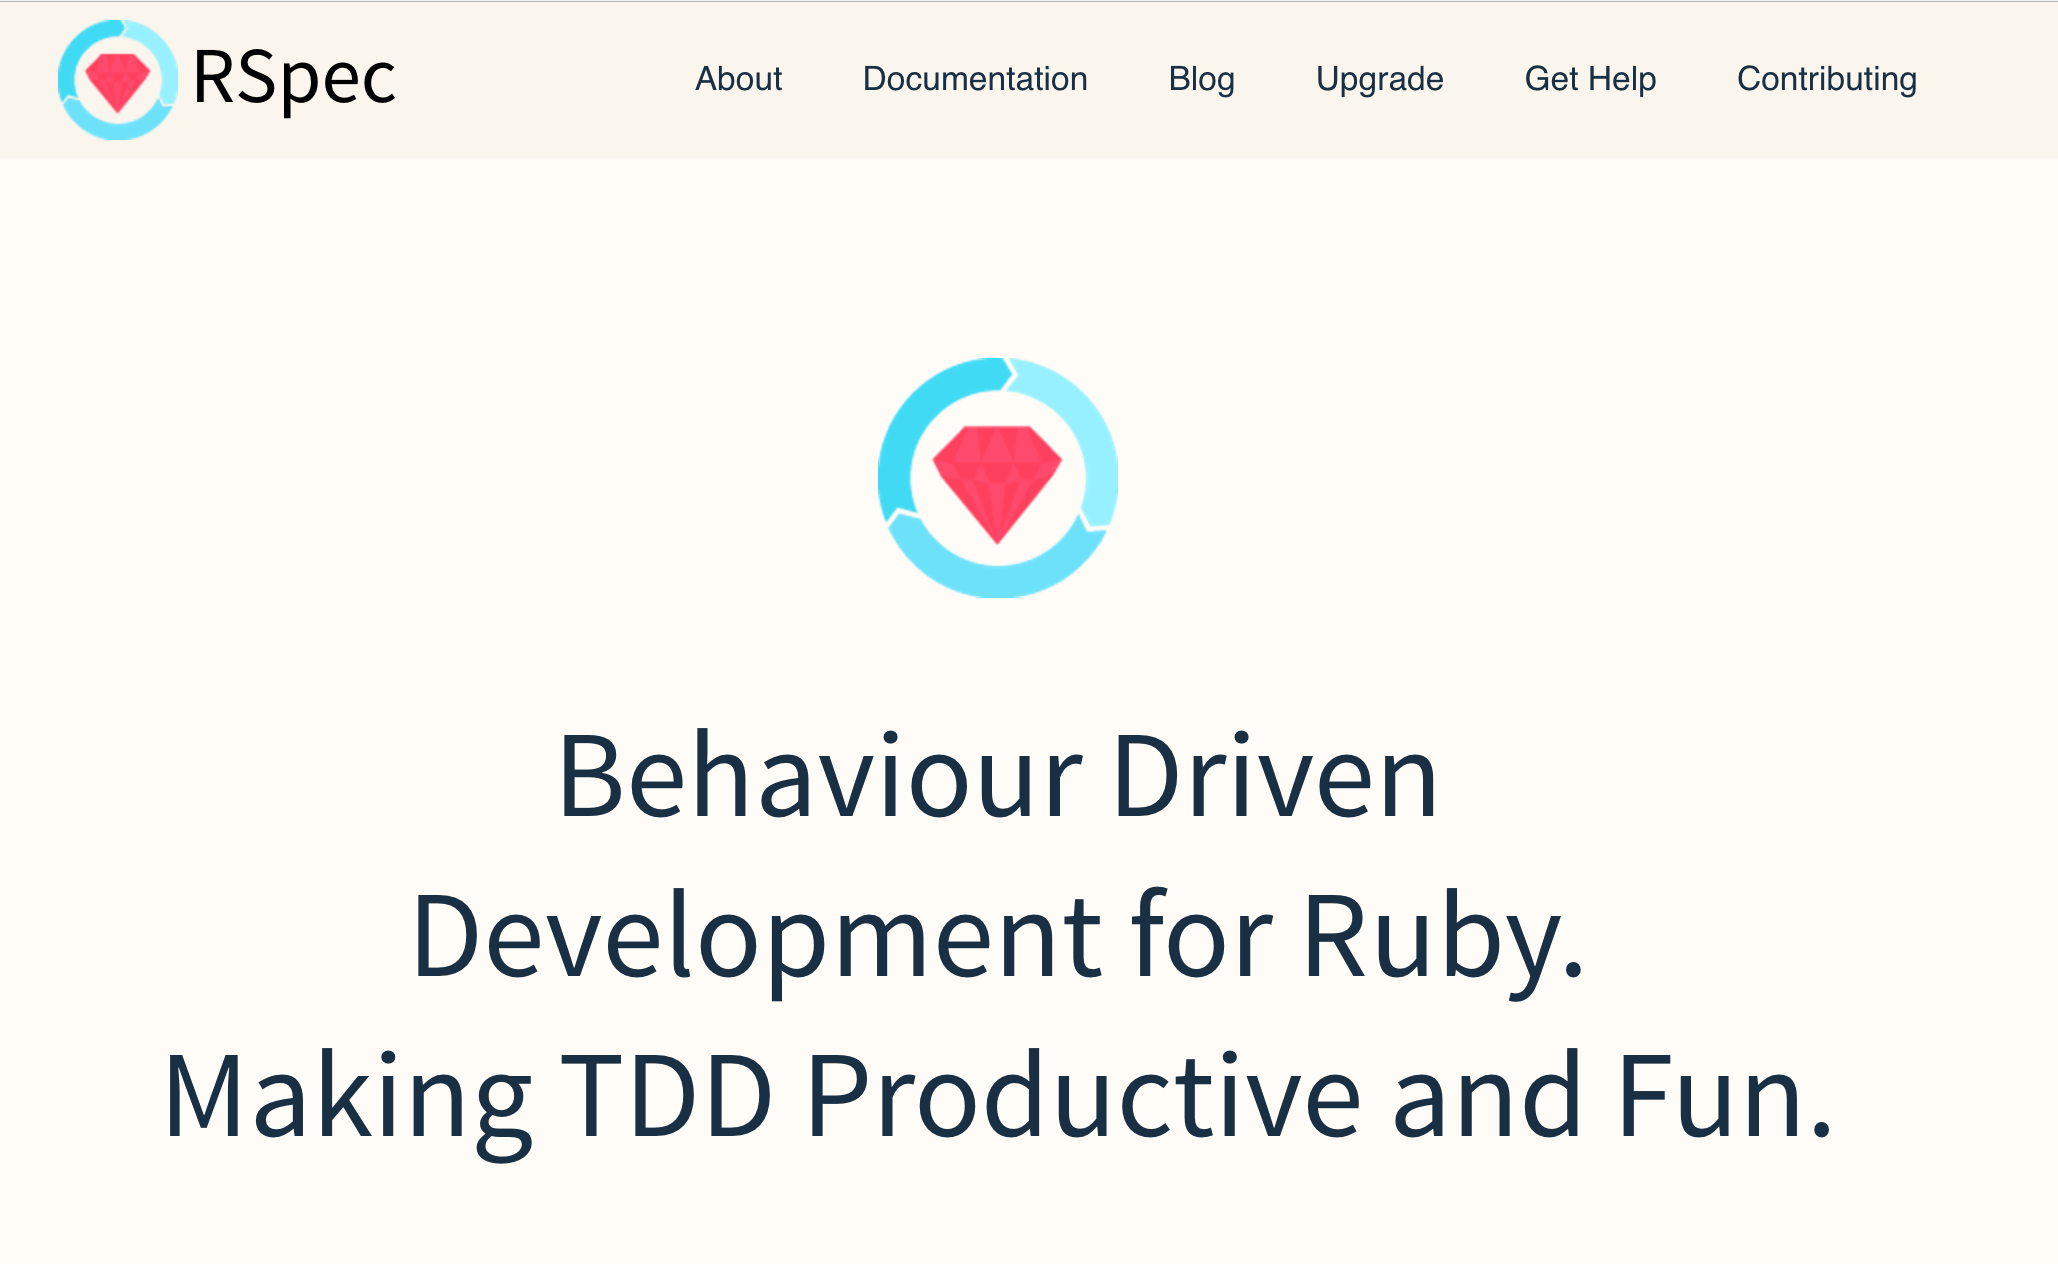 RSpec
About Documentation Blog Upgrade Get Help Contributing
Behaviour Driven
Development for Ruby.
Making TDD Productive and Fun.